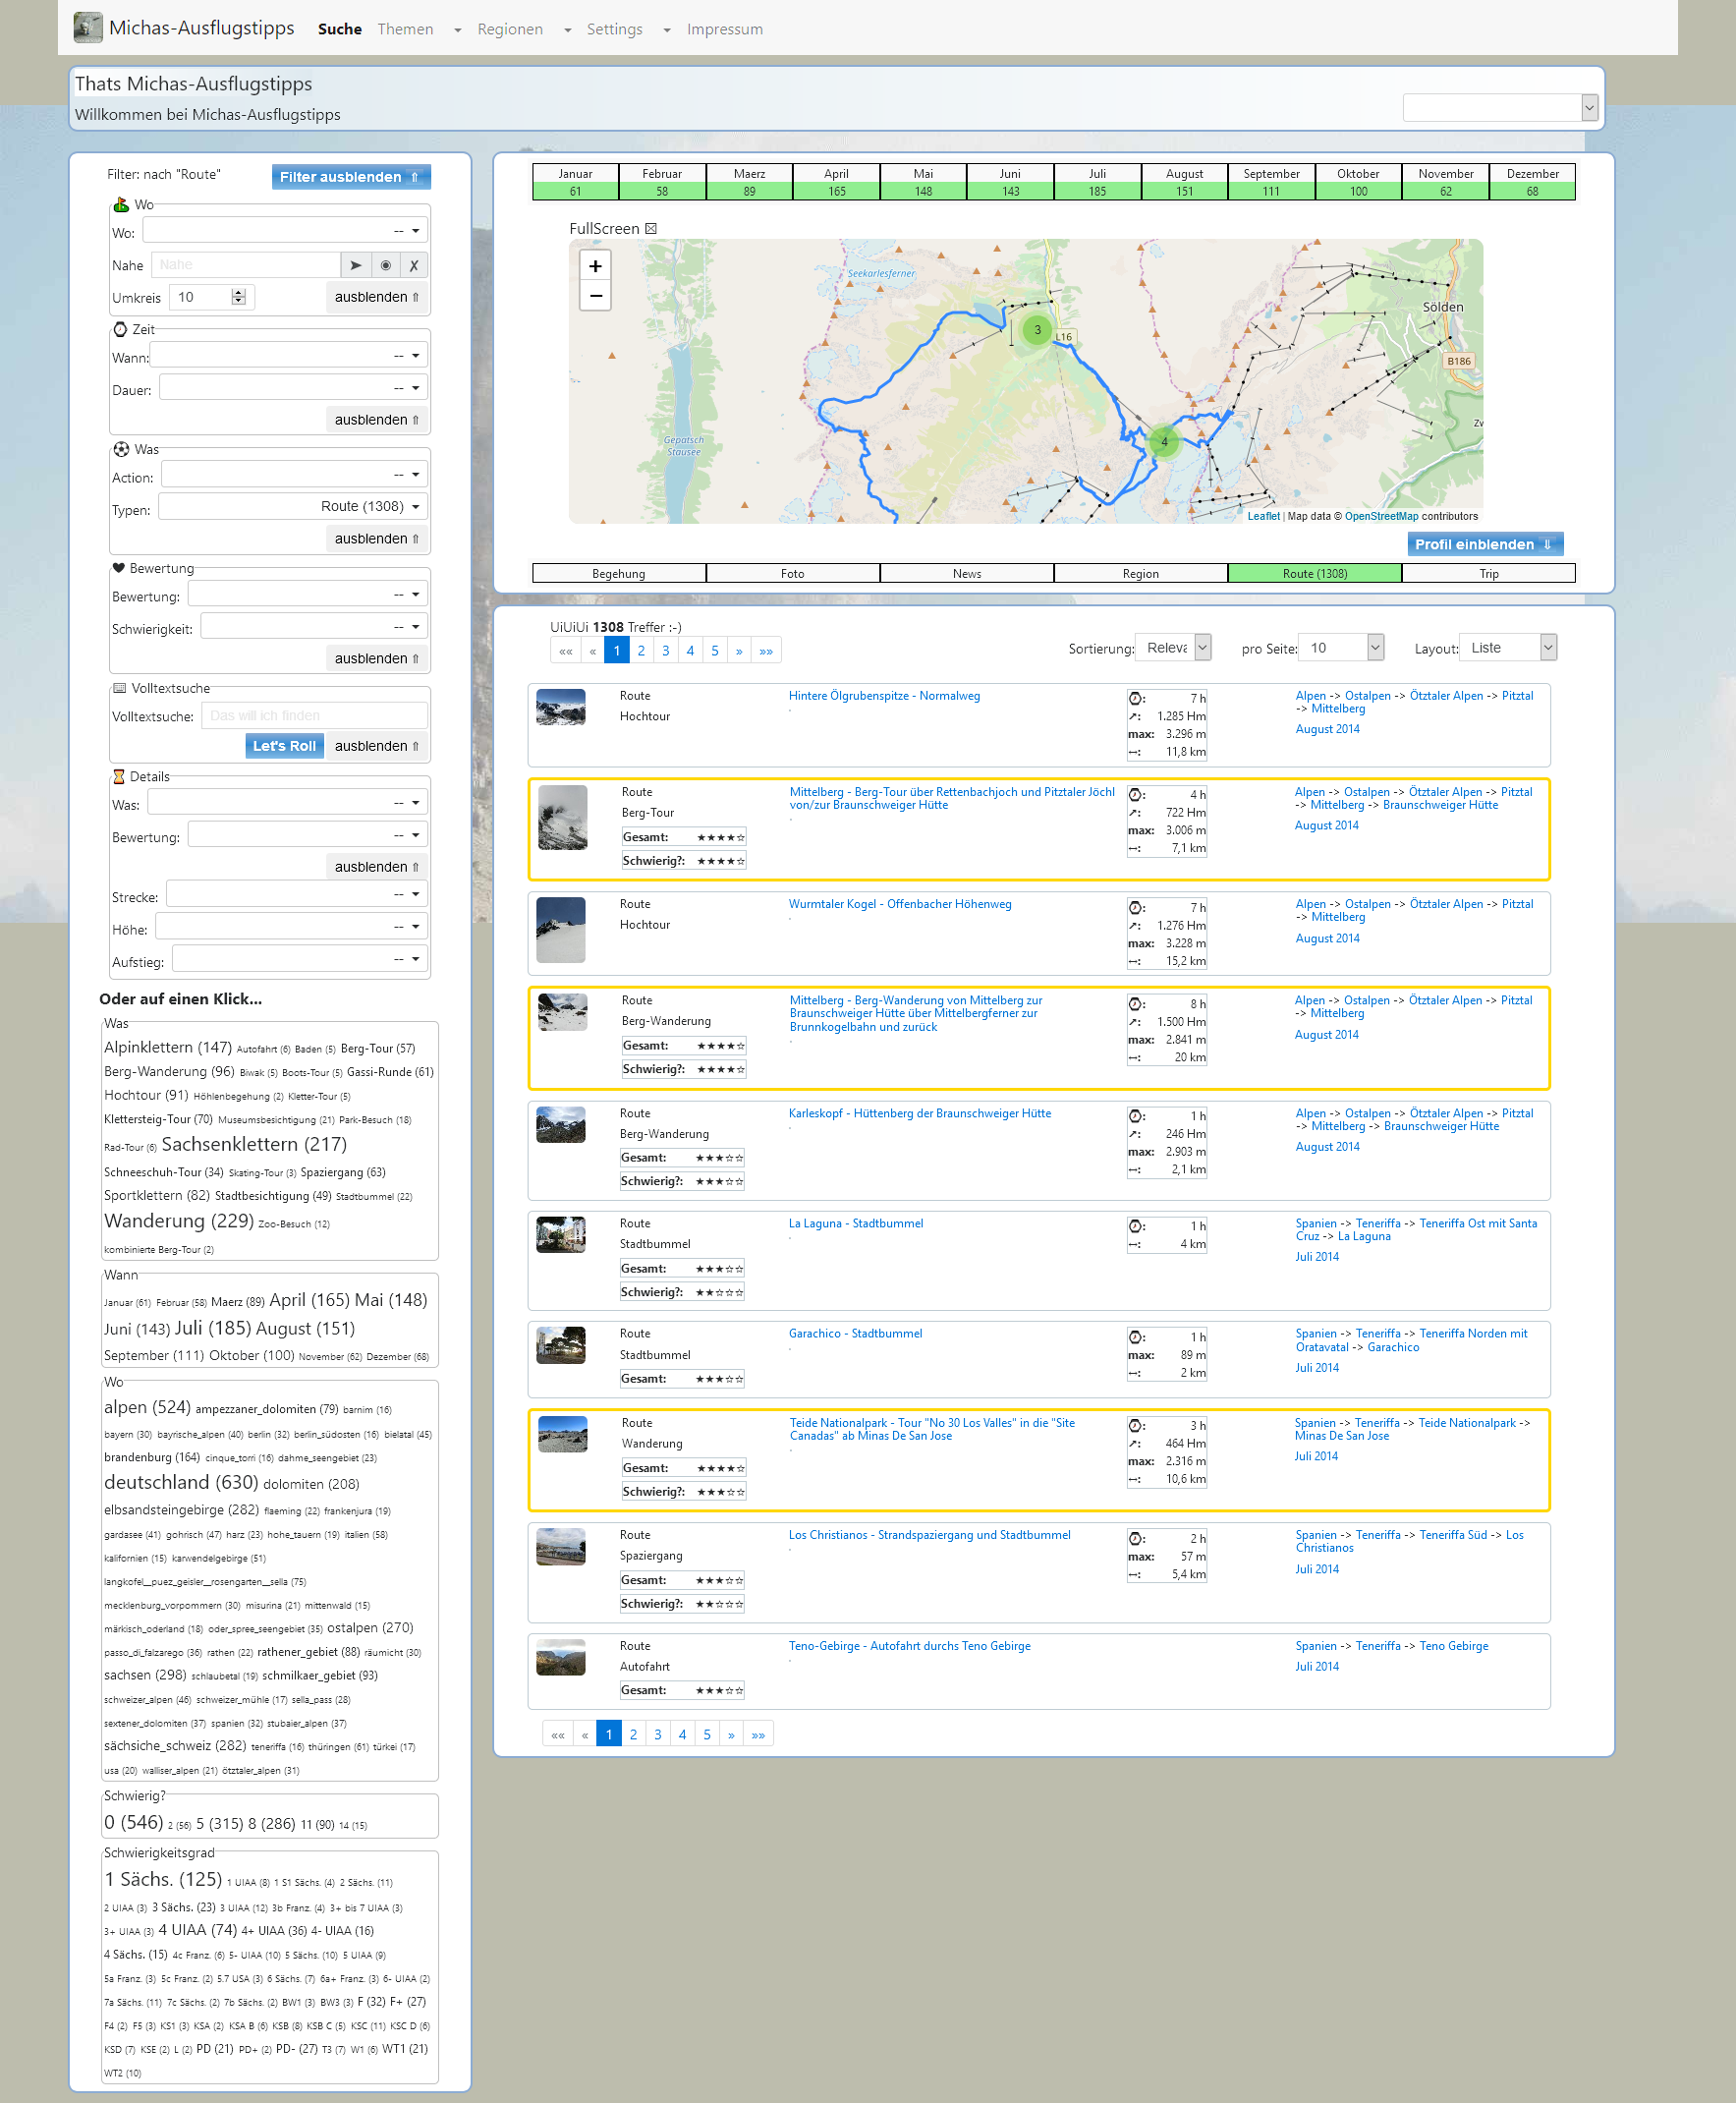 Michas-Ausflugstipps Suche Themen Regionen Settings Impressum
Thats Michas-Ausflugstipps
Willkommen bei Michas-Ausflugstipps
Filter: nach "Route" Filter ausblenden ⇑
Wo
Wo: --
Nahe Nahe ➤ ◉ ✗
Umkreis 10 ausblenden ⇑
Zeit
Wann: --
Dauer: --
ausblenden ⇑
Was
Action: --
Typen: Route (1308)
ausblenden ⇑
Bewertung
Bewertung: --
Schwierigkeit: --
ausblenden ⇑
Volltextsuche
Volltextsuche: Das will ich finden
Let's Roll ausblenden ⇑
Details
Was: --
Bewertung: --
ausblenden ⇑
Strecke: --
Höhe: --
Aufstieg: --
Oder auf einen Klick...
Was
Alpinklettern (147) Autofahrt (6) Baden (5) Berg-Tour (57)
Berg-Wanderung (96) Biwak (5) Boots-Tour (5) Gassi-Runde (61)
Hochtour (91) Höhlenbegehung (2) Kletter-Tour (5)
Klettersteig-Tour (70) Museumsbesichtigung (21) Park-Besuch (18)
Rad-Tour (6) Sachsenklettern (217)
Schneeschuh-Tour (34) Skating-Tour (3) Spaziergang (63)
Sportklettern (82) Stadtbesichtigung (49) Stadtbummel (22)
Wanderung (229) Zoo-Besuch (12)
kombinierte Berg-Tour (2)
Wann
Januar (61) Februar (58) Maerz (89) April (165) Mai (148)
Juni (143) Juli (185) August (151)
September (111) Oktober (100) November (62) Dezember (68)
Wo
alpen (524) ampezzaner_dolomiten (79) barnim (16)
bayern (30) bayrische_alpen (40) berlin (32) berlin_südosten (16) bielatal (45)
brandenburg (164) cinque_torri (16) dahme_seengebiet (23)
deutschland (630) dolomiten (208)
elbsandsteingebirge (282) flaeming (22) frankenjura (19)
gardasee (41) gohrisch (47) harz (23) hohe_tauern (19) italien (58)
kalifornien (15) karwendelgebirge (51)
langkofel__puez_geisler__rosengarten__sella (75)
mecklenburg_vorpommern (30) misurina (21) mittenwald (15)
märkisch_oderland (18) oder_spree_seengebiet (35) ostalpen (270)
passo_di_falzarego (36) rathen (22) rathener_gebiet (88) räumicht (30)
sachsen (298) schlaubetal (19) schmilkaer_gebiet (93)
schweizer_alpen (46) schweizer_mühle (17) sella_pass (28)
sextener_dolomiten (37) spanien (32) stubaier_alpen (37)
sächsiche_schweiz (282) teneriffa (16) thüringen (61) türkei (17)
usa (20) walliser_alpen (21) ötztaler_alpen (31)
Schwierig?
0 (546) 2 (56) 5 (315) 8 (286) 11 (90) 14 (15)
Schwierigkeitsgrad
1 Sächs. (125) 1 UIAA (8) 1 S1 Sächs. (4) 2 Sächs. (11)
2 UIAA (3) 3 Sächs. (23) 3 UIAA (12) 3b Franz. (4) 3+ bis 7 UIAA (3)
3+ UIAA (3) 4 UIAA (74) 4+ UIAA (36) 4- UIAA (16)
4 Sächs. (15) 4c Franz. (6) 5- UIAA (10) 5 Sächs. (10) 5 UIAA (9)
5a Franz. (3) 5c Franz. (2) 5.7 USA (3) 6 Sächs. (7) 6a+ Franz. (3) 6- UIAA (2)
7a Sächs. (11) 7c Sächs. (2) 7b Sächs. (2) BW1 (3) BW3 (3) F (32) F+ (27)
F4 (2) F5 (3) KS1 (3) KSA (2) KSA B (6) KSB (8) KSB C (5) KSC (11) KSC D (6)
KSD (7) KSE (2) L (2) PD (21) PD+ (2) PD- (27) T3 (7) W1 (6) WT1 (21)
WT2 (10)
Januar Februar Maerz April Mai Juni Juli August September Oktober November Dezember
61 58 89 165 148 143 185 151 111 100 62 68
FullScreen ☒
+
−
Seekarlesferner
Sölden
3
L16
B186
Gepatsch
Stausee
4
Zw
Leaflet | Map data © OpenStreetMap contributors
Profil einblenden ⇓
Begehung Foto News Region Route (1308) Trip
UiUiUi 1308 Treffer :-)
«« « 1 2 3 4 5 » »» Sortierung: Releva pro Seite: 10 Layout: Liste
Route Hintere Ölgrubenspitze - Normalweg 7 h Alpen -> Ostalpen -> Ötztaler Alpen -> Pitztal
-> Mittelberg
Hochtour ↗: 1.285 Hm August 2014
max: 3.296 m
↔: 11,8 km
Route Mittelberg - Berg-Tour über Rettenbachjoch und Pitztaler Jöchl 4 h Alpen -> Ostalpen -> Ötztaler Alpen -> Pitztal
von/zur Braunschweiger Hütte -> Mittelberg -> Braunschweiger Hütte
Berg-Tour ↗: 722 Hm August 2014
Gesamt: ★★★★☆ max: 3.006 m
↔: 7,1 km
Schwierig?: ★★★★☆
Route Wurmtaler Kogel - Offenbacher Höhenweg 7 h Alpen -> Ostalpen -> Ötztaler Alpen -> Pitztal
-> Mittelberg
Hochtour ↗: 1.276 Hm August 2014
max: 3.228 m
↔: 15,2 km
Route Mittelberg - Berg-Wanderung von Mittelberg zur 8 h Alpen -> Ostalpen -> Ötztaler Alpen -> Pitztal
Braunschweiger Hütte über Mittelbergferner zur -> Mittelberg
Berg-Wanderung Brunnkogelbahn und zurück ↗: 1.500 Hm August 2014
Gesamt: ★★★★☆ max: 2.841 m
↔: 20 km
Schwierig?: ★★★★☆
Route Karleskopf - Hüttenberg der Braunschweiger Hütte 1 h Alpen -> Ostalpen -> Ötztaler Alpen -> Pitztal
-> Mittelberg -> Braunschweiger Hütte
Berg-Wanderung ↗: 246 Hm August 2014
Gesamt: ★★★☆☆ max: 2.903 m
↔: 2,1 km
Schwierig?: ★★★☆☆
Route La Laguna - Stadtbummel 1 h Spanien -> Teneriffa -> Teneriffa Ost mit Santa
Cruz -> La Laguna
Stadtbummel ↔: 4 km Juli 2014
Gesamt: ★★★☆☆
Schwierig?: ★★☆☆☆
Route Garachico - Stadtbummel 1 h Spanien -> Teneriffa -> Teneriffa Norden mit
Oratavatal -> Garachico
Stadtbummel max: 89 m Juli 2014
Gesamt: ★★★☆☆ ↔: 2 km
Route Teide Nationalpark - Tour "No 30 Los Valles" in die "Site 3 h Spanien -> Teneriffa -> Teide Nationalpark ->
Canadas" ab Minas De San Jose Minas De San Jose
Wanderung ↗: 464 Hm Juli 2014
Gesamt: ★★★★☆ max: 2.316 m
↔: 10,6 km
Schwierig?: ★★★☆☆
Route Los Christianos - Strandspaziergang und Stadtbummel 2 h Spanien -> Teneriffa -> Teneriffa Süd -> Los
Christianos
Spaziergang max: 57 m Juli 2014
Gesamt: ★★★☆☆ ↔: 5,4 km
Schwierig?: ★★☆☆☆
Route Teno-Gebirge - Autofahrt durchs Teno Gebirge Spanien -> Teneriffa -> Teno Gebirge
Autofahrt Juli 2014
Gesamt: ★★★☆☆
«« « 1 2 3 4 5 » »»